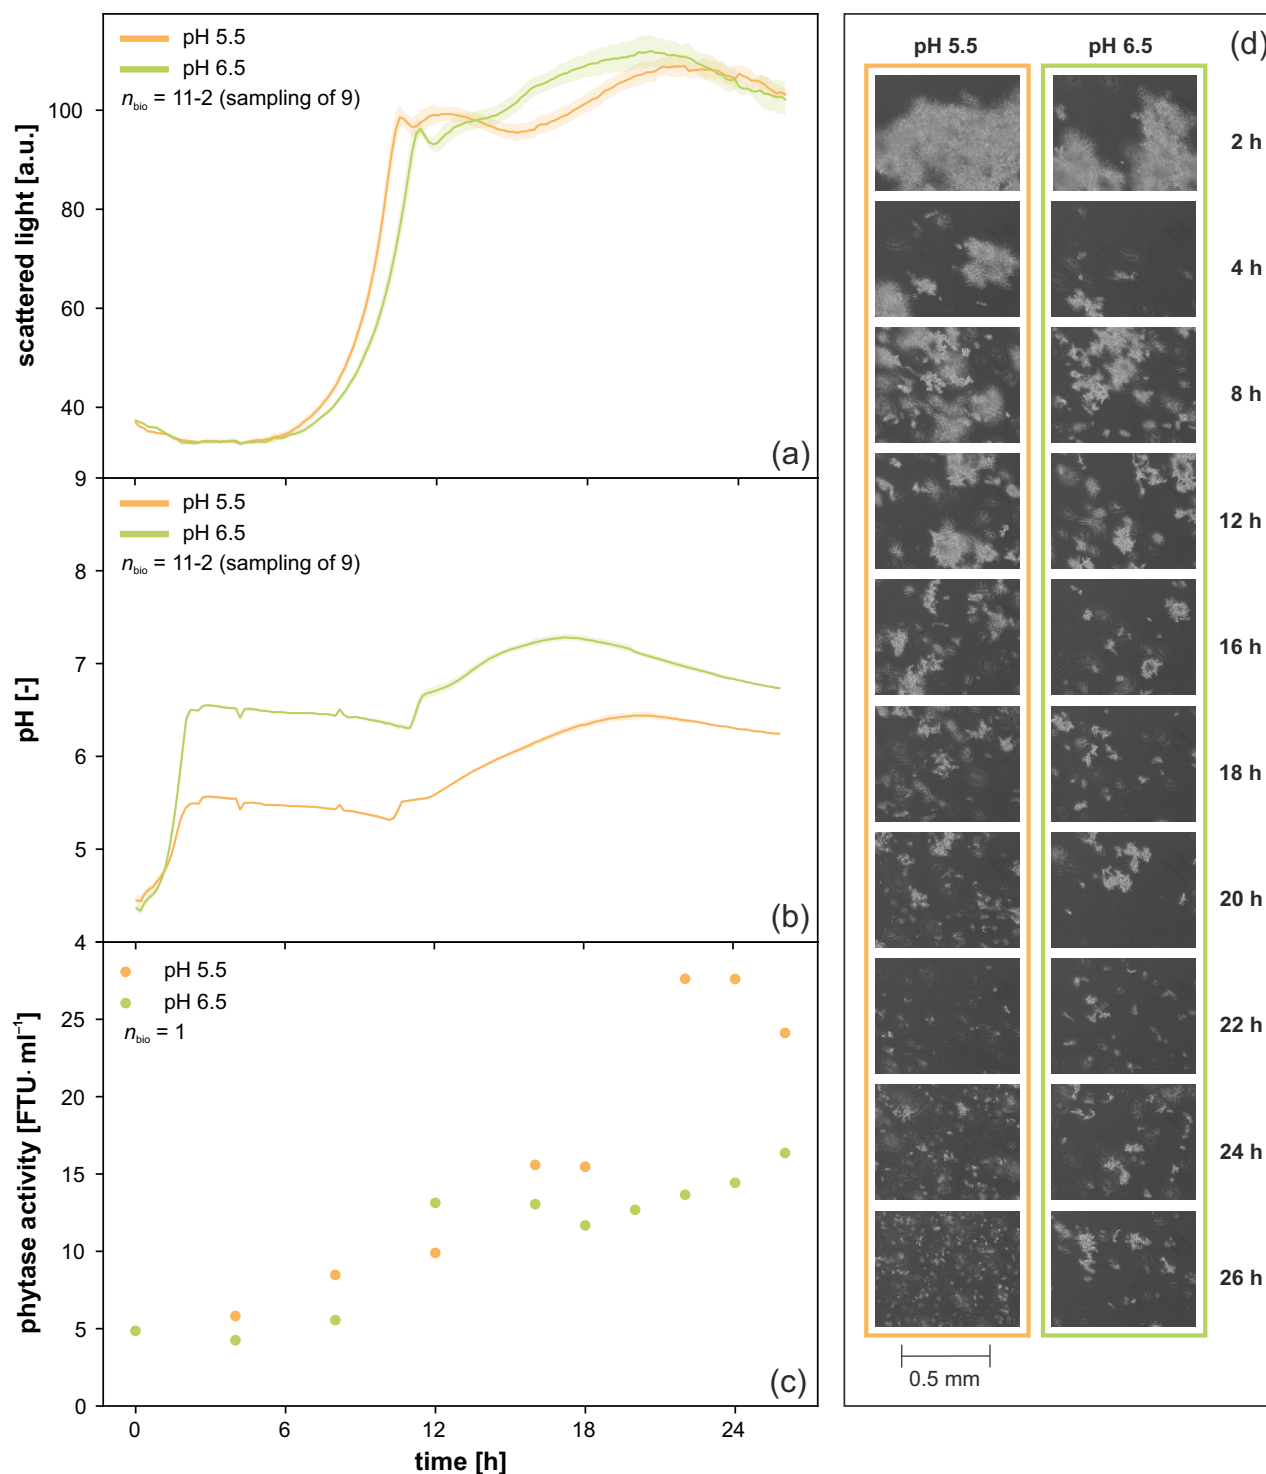 pH 5.5
pH 6.5
n_bio = 11-2 (sampling of 9)
scattered light [a.u.]
100
80
60
40
(a)
pH 5.5
pH 6.5
n_bio = 11-2 (sampling of 9)
pH [-]
9
8
7
6
5
4
(b)
pH 5.5
pH 6.5
n_bio = 1
phytase activity [FTU· ml⁻¹]
25
20
15
10
5
0
(c)
0 6 12 18 24
time [h]
(d)
pH 5.5 pH 6.5
2 h
4 h
8 h
12 h
16 h
18 h
20 h
22 h
24 h
26 h
0.5 mm